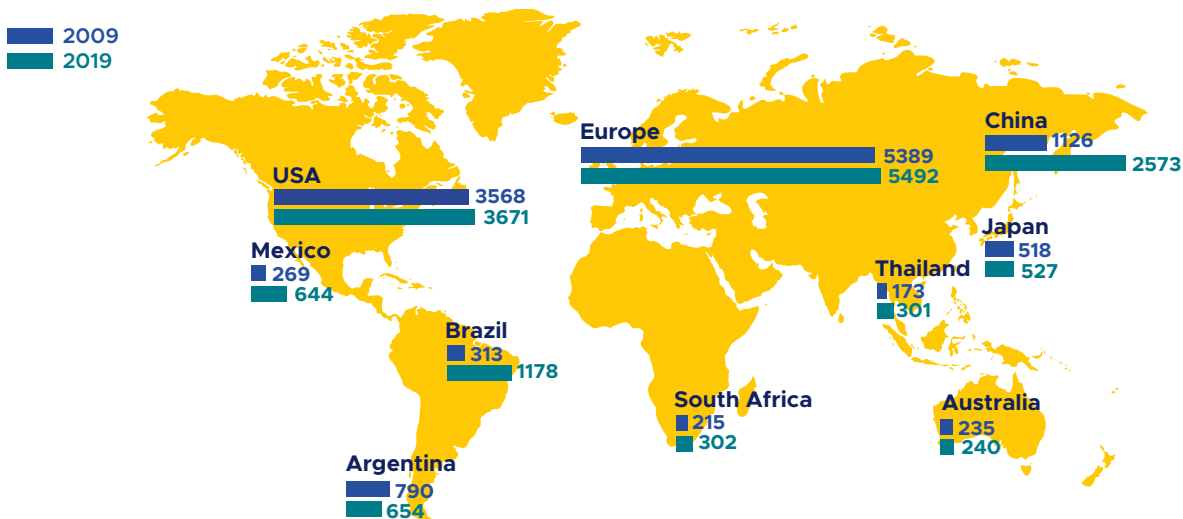 2009
2019
Europe
5389
5492
China
1126
2573
USA
3568
3671
Mexico
269
644
Japan
518
527
Thailand
173
301
Brazil
313
1178
South Africa
215
302
Australia
235
240
Argentina
790
654